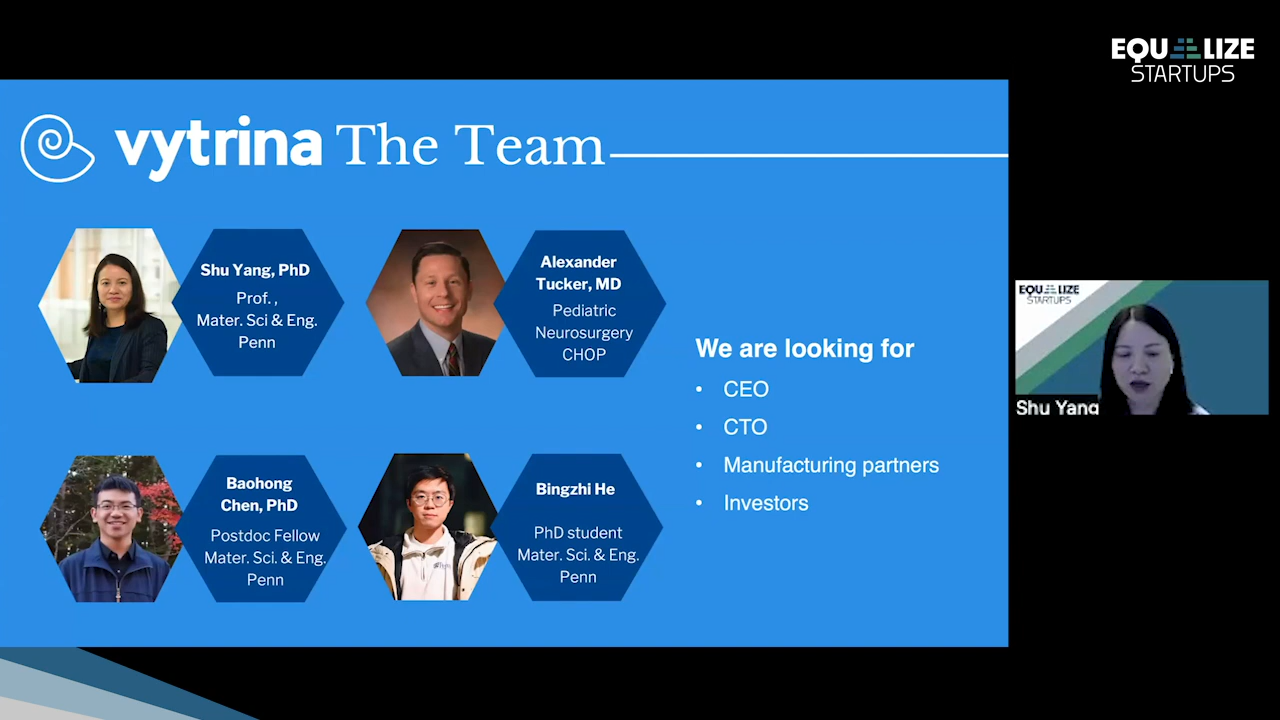 EQUALIZE
STARTUPS
vytrina The Team
Shu Yang, PhD
Prof. ,
Mater. Sci & Eng.
Penn
Alexander
Tucker, MD
Pediatric
Neurosurgery
CHOP
Baohong
Chen, PhD
Postdoc Fellow
Mater. Sci. & Eng.
Penn
Bingzhi He
PhD student
Mater. Sci. & Eng.
Penn
We are looking for
• CEO
• CTO
• Manufacturing partners
• Investors
EQUALIZE
STARTUPS
Shu Yang